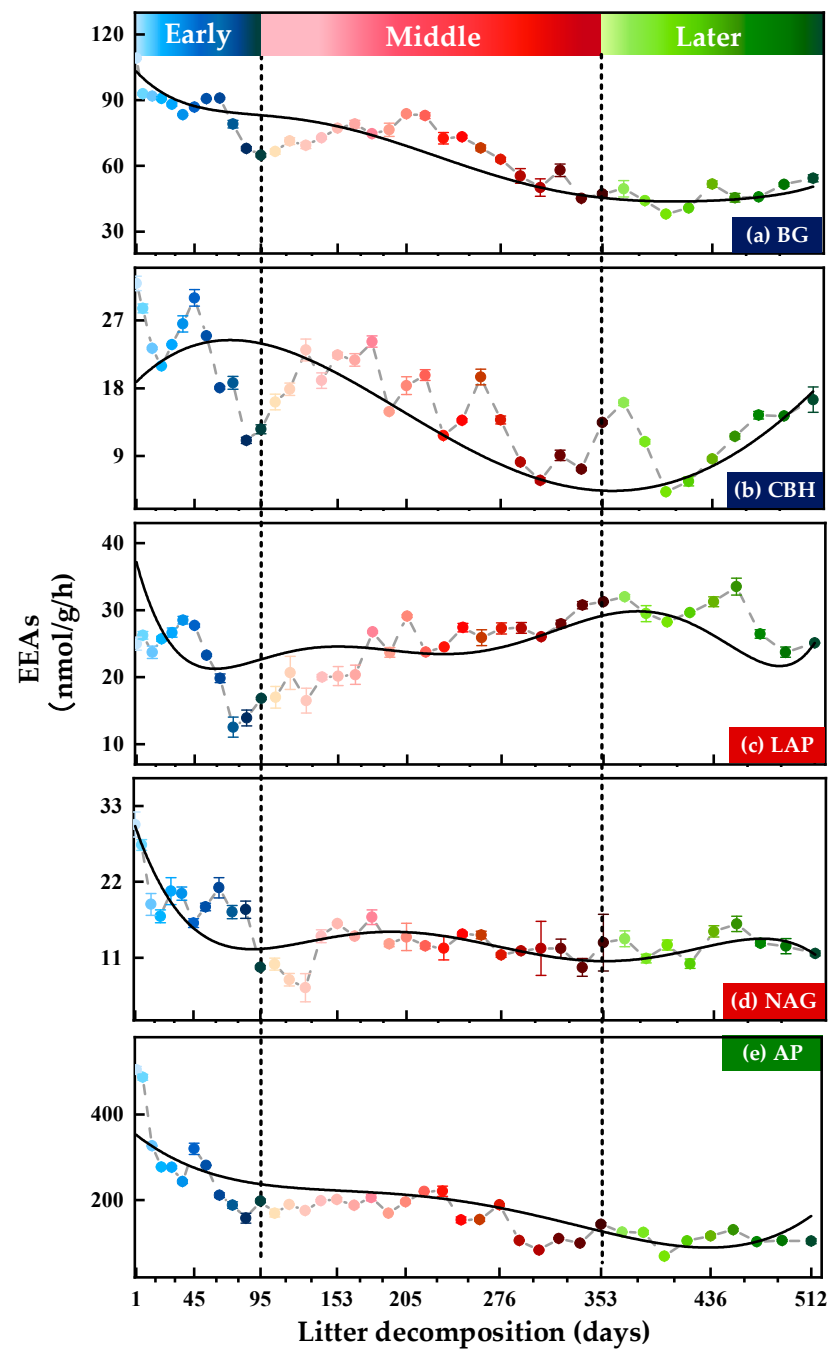 Early Middle Later
120
90
60
30
(a) BG
27
18
9
(b) CBH
EEAs
(nmol/g/h)
40
30
20
10
(c) LAP
33
22
11
(d) NAG
(e) AP
400
200
1 45 95 153 205 276 353 436 512
Litter decomposition (days)